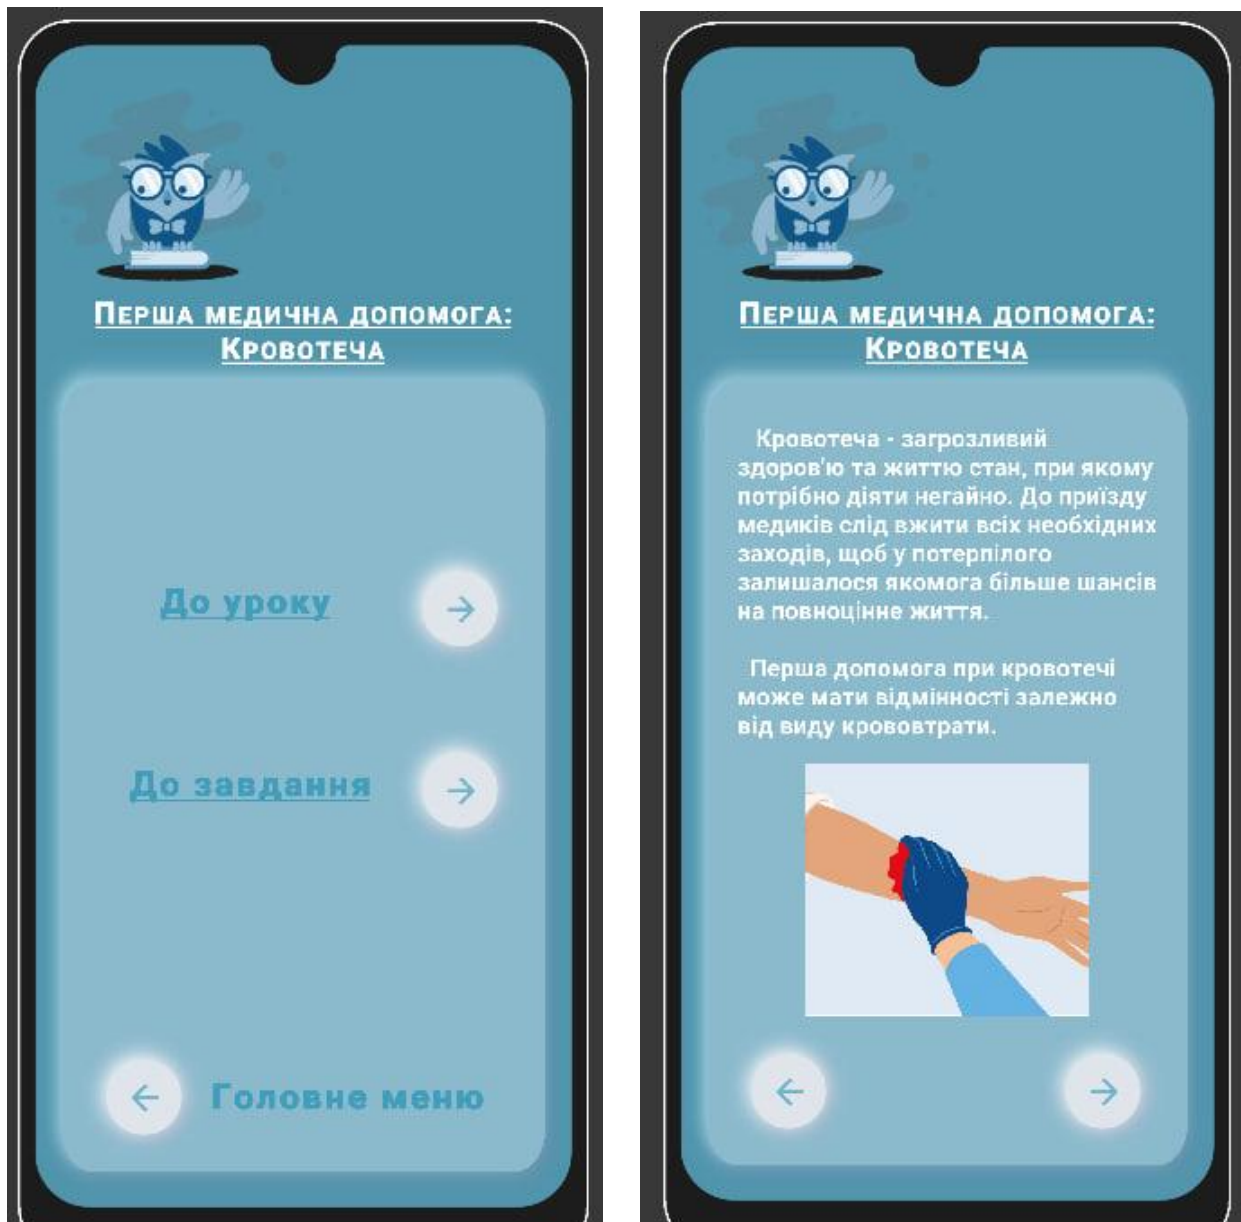 Перша медична допомога:
Кровотеча
До уроку
До завдання
Головне меню
Перша медична допомога:
Кровотеча
Кровотеча - загрозливий
здоров'ю та життю стан, при якому
потрібно діяти негайно. До приїзду
медиків слід вжити всіх необхідних
заходів, щоб у потерпілого
залишалося якомога більше шансів
на повноцінне життя.
Перша допомога при кровотечі
може мати відмінності залежно
від виду крововтрати.